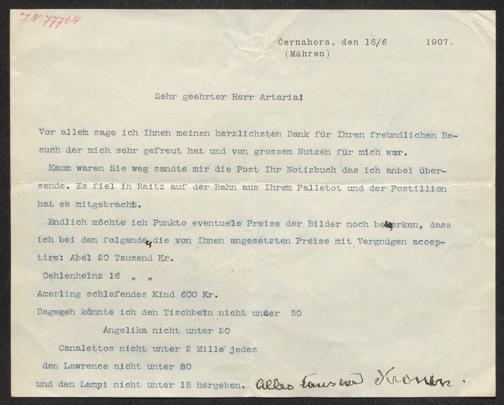 I.N. 77764
Černahora, den 16/6 1907.
(Mähren)
Sehr geehrter Herr Artaria!
Vor allem sage ich Ihnen meinen herzlichsten Dank für Ihren freundlichen Be-
such der mich sehr gefreut hat und von grossem Nutzen für mich war.
Kaum waren Sie weg sandte mir die Post Ihr Notizbuch das ich anbei über-
sende. Es fiel in Raitz auf der Bahn aus Ihrem Palletot und der Postillion
hat es mitgebracht.
Endlich möchte ich Punkto eventuele Preise der Bilder noch bemerken, dass
ich bei den folgende, die von Ihnen angesetzten Preise mit Vergnügen accep-
tire: Abel 20 Tausend Kr.
Oehlenheinz 16 " "
Amerling schlafendes Kind 600 Kr.
Dagegeh könnte ich den Tischbein nicht under 50
Angelika nicht unter 20
Canalettos nicht unter 2 Mille jedes
den Lawrence nicht unter 80
und den Lampi nicht unter 16 hergeben. Alles tausend Kronen.